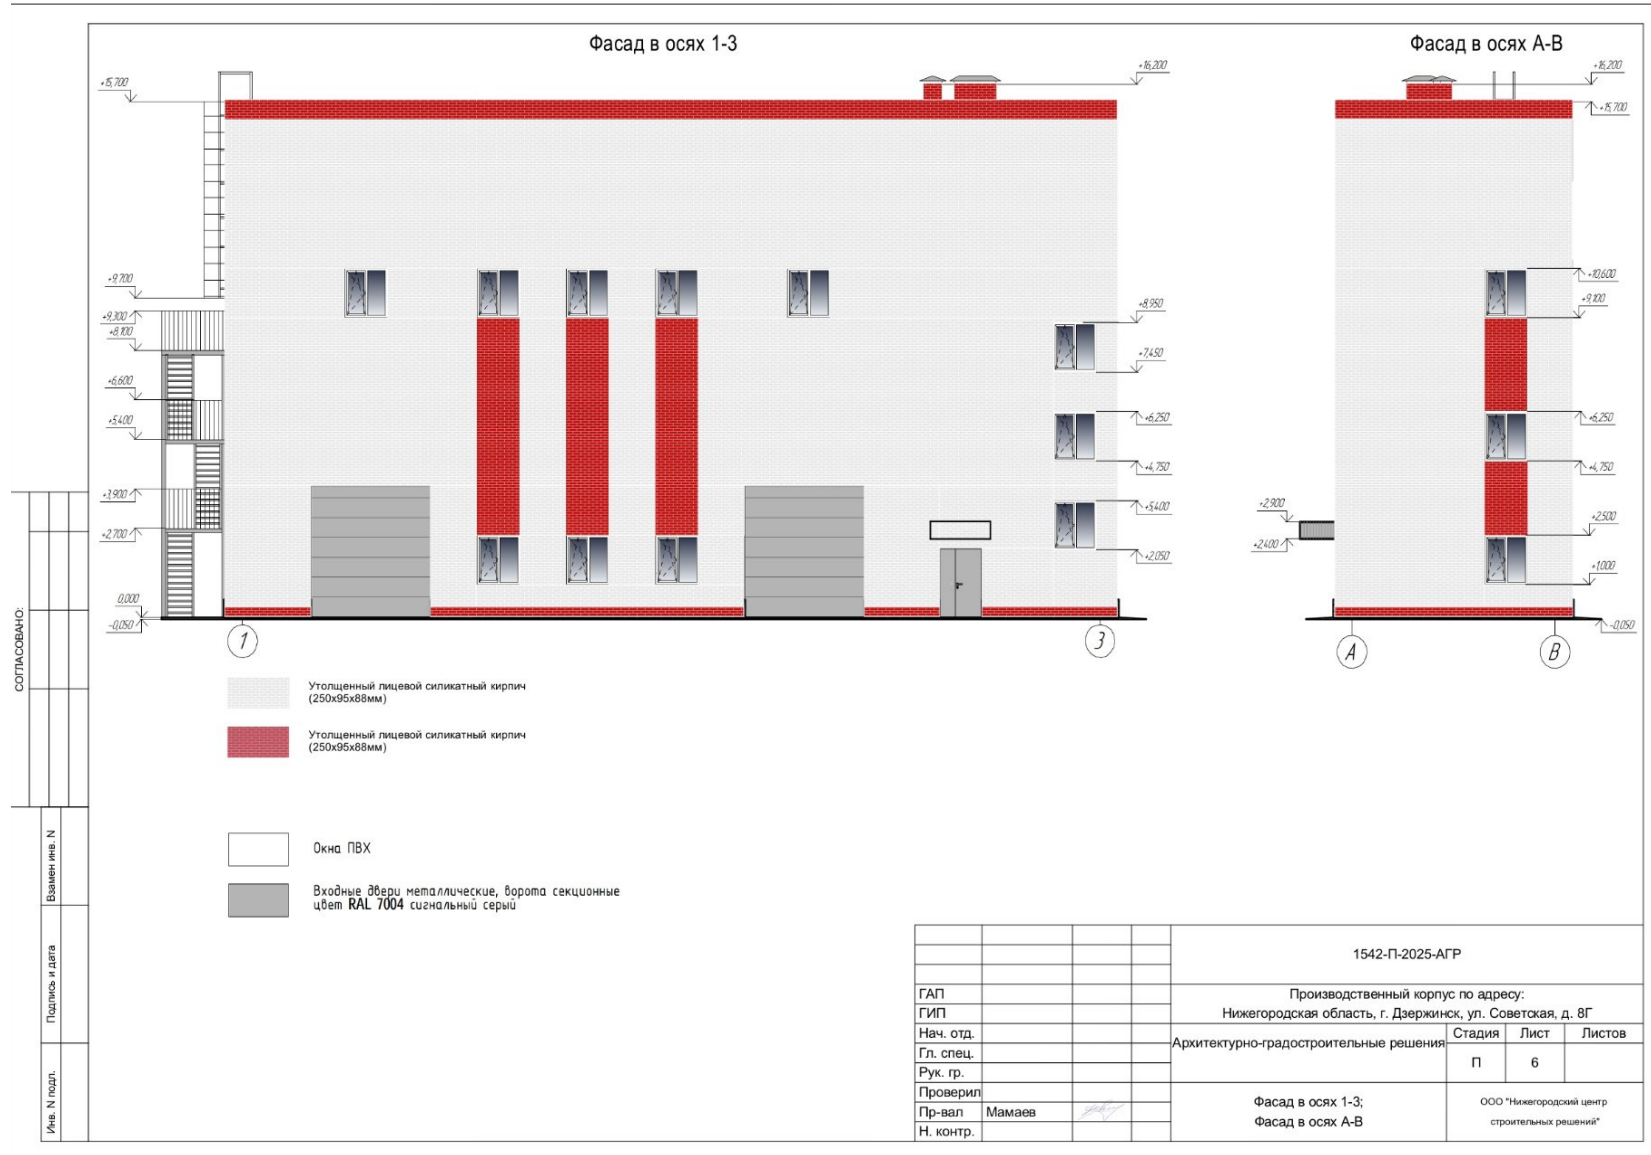 Фасад в осях 1-3
Фасад в осях А-В
+15,700
+16,200
+16,200
+15,700
+9,700
+9,300
+8,100
+6,600
+5,400
+3,900
+2,700
0,000
-0,050
+8,950
+7,450
+6,250
+4,750
+5,400
+2,050
+10,600
+9,100
+6,250
+4,750
+2,900
+2,400
+2,500
+1,000
-0,050
1
3
А
В
Утолщенный лицевой силикатный кирпич
(250х95х88мм)
Утолщенный лицевой силикатный кирпич
(250х95х88мм)
Окна ПВХ
Входные двери металлические, ворота секционные
цвет RAL 7004 сигнальный серый
СОГЛАСОВАНО:
Взамен инв. N
Подпись и дата
Инв. N подл.
1542-П-2025-АГР
ГАП
ГИП
Нач. отд.
Гл. спец.
Рук. гр.
Проверил
Пр-вал Мамаев
Н. контр.
Производственный корпус по адресу:
Нижегородская область, г. Дзержинск, ул. Советская, д. 8Г
Архитектурно-градостроительные решения
Стадия Лист Листов
П 6
Фасад в осях 1-3;
Фасад в осях А-В
ООО "Нижегородский центр
строительных решений"